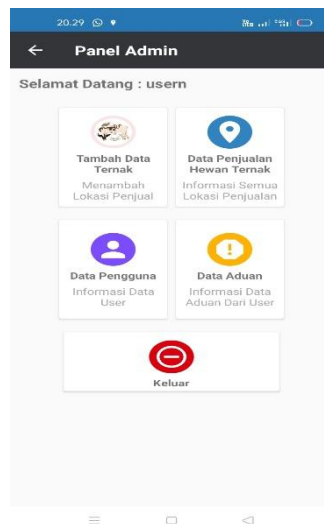 20.29
Panel Admin
Selamat Datang : usern
Tambah Data
Ternak
Menambah
Lokasi Penjual
Data Penjualan
Hewan Ternak
Informasi Semua
Lokasi Penjualan
Data Pengguna
Informasi Data
User
Data Aduan
Informasi Data
Aduan Dari User
Keluar